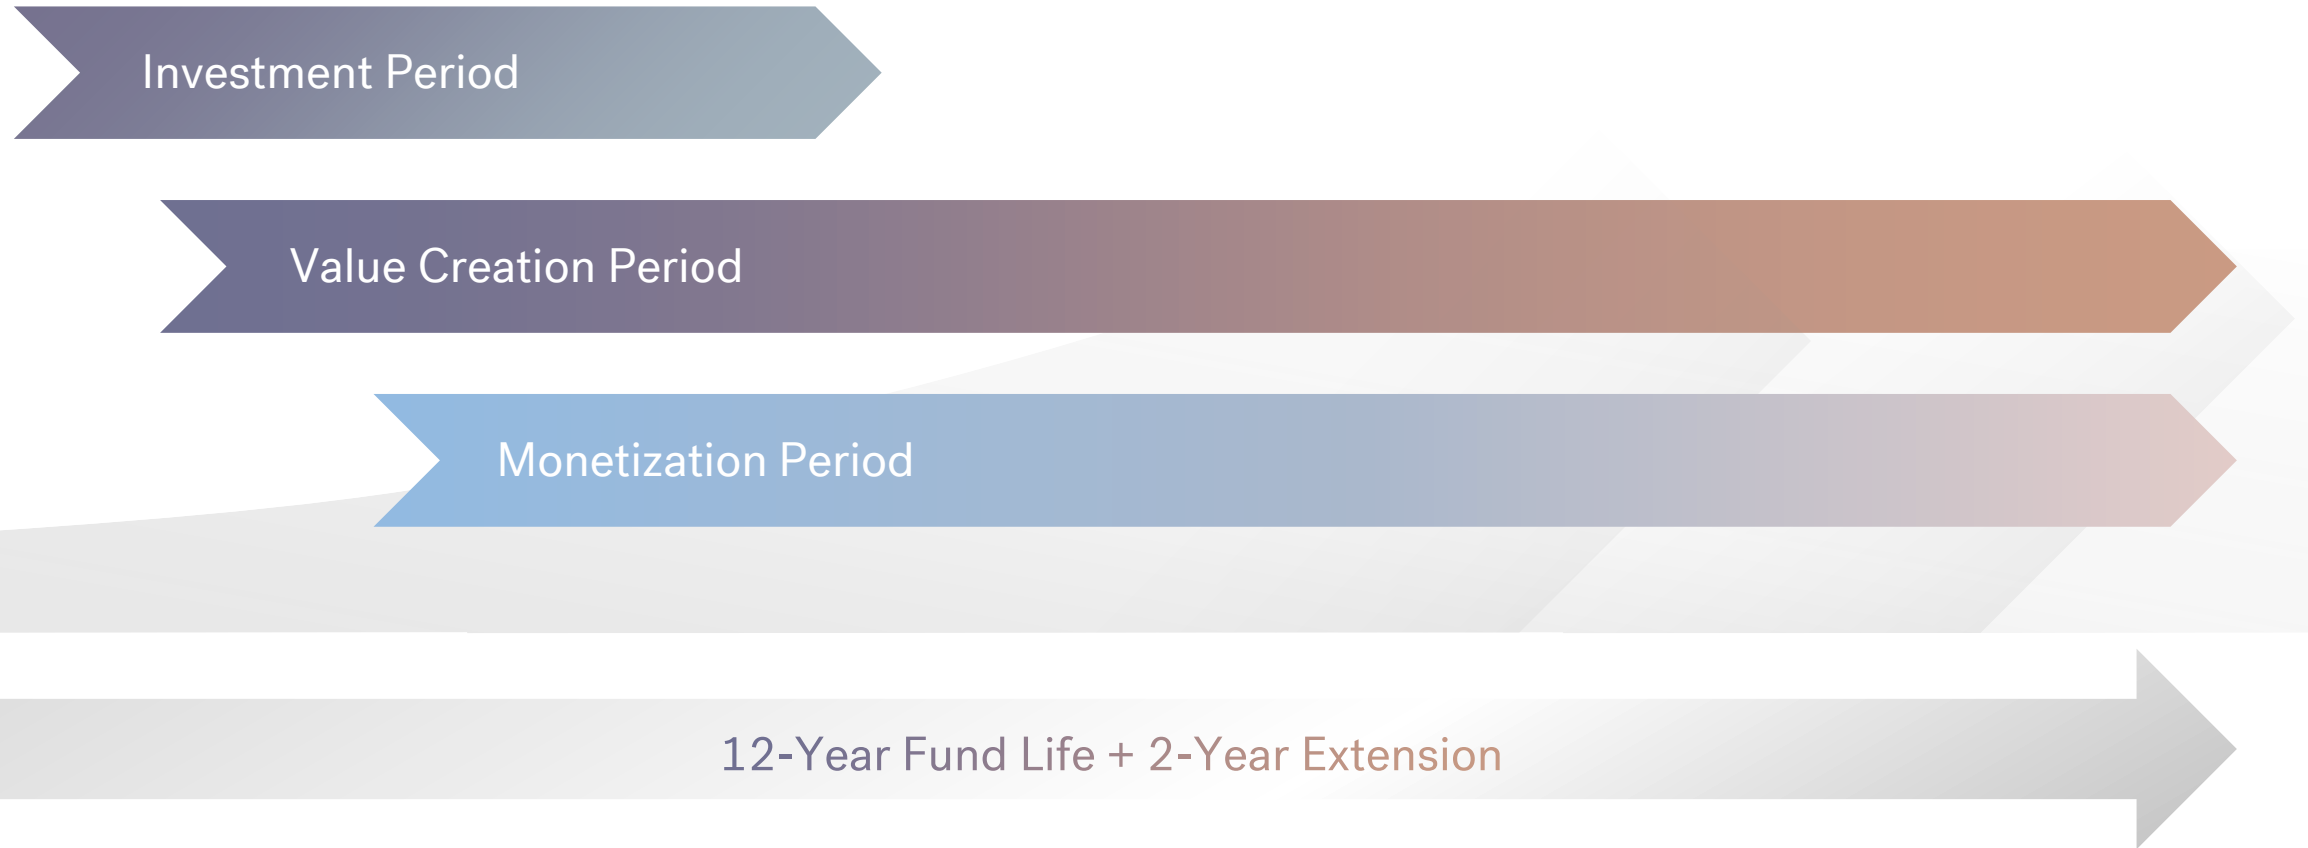 Investment Period
Value Creation Period
Monetization Period
12-Year Fund Life + 2-Year Extension